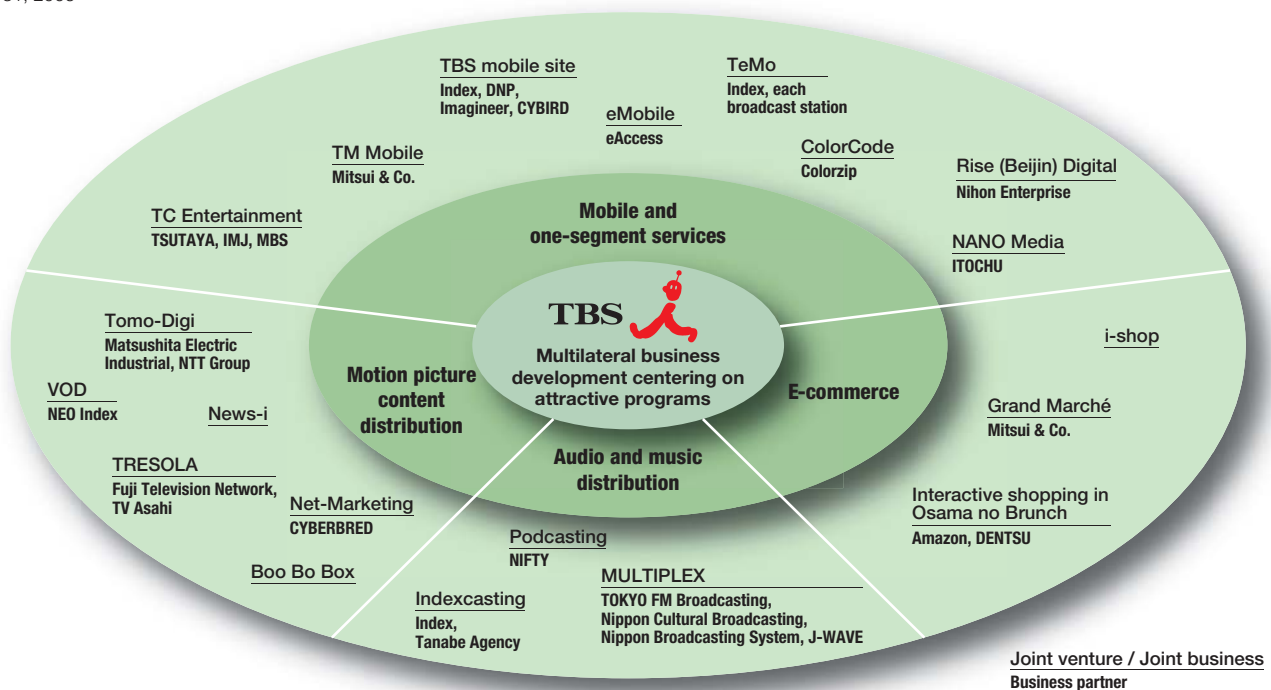 TBS mobile site
Index, DNP,
Imagineer, CYBIRD
TeMo
Index, each
broadcast station
eMobile
eAccess
TM Mobile
Mitsui & Co.
ColorCode
Colorzip
Rise (Beijin) Digital
Nihon Enterprise
TC Entertainment
TSUTAYA, IMJ, MBS
NANO Media
ITOCHU
Mobile and
one-segment services
TBS
Multilateral business
development centering on
attractive programs
Motion picture
content
distribution
E-commerce
Audio and music
distribution
Tomo-Digi
Matsushita Electric
Industrial, NTT Group
VOD
NEO Index
News-i
TRESOLA
Fuji Television Network,
TV Asahi
Net-Marketing
CYBERBRED
Boo Bo Box
Indexcasting
Index,
Tanabe Agency
Podcasting
NIFTY
MULTIPLEX
TOKYO FM Broadcasting,
Nippon Cultural Broadcasting,
Nippon Broadcasting System, J-WAVE
i-shop
Grand Marché
Mitsui & Co.
Interactive shopping in
Osama no Brunch
Amazon, DENTSU
Joint venture / Joint business
Business partner